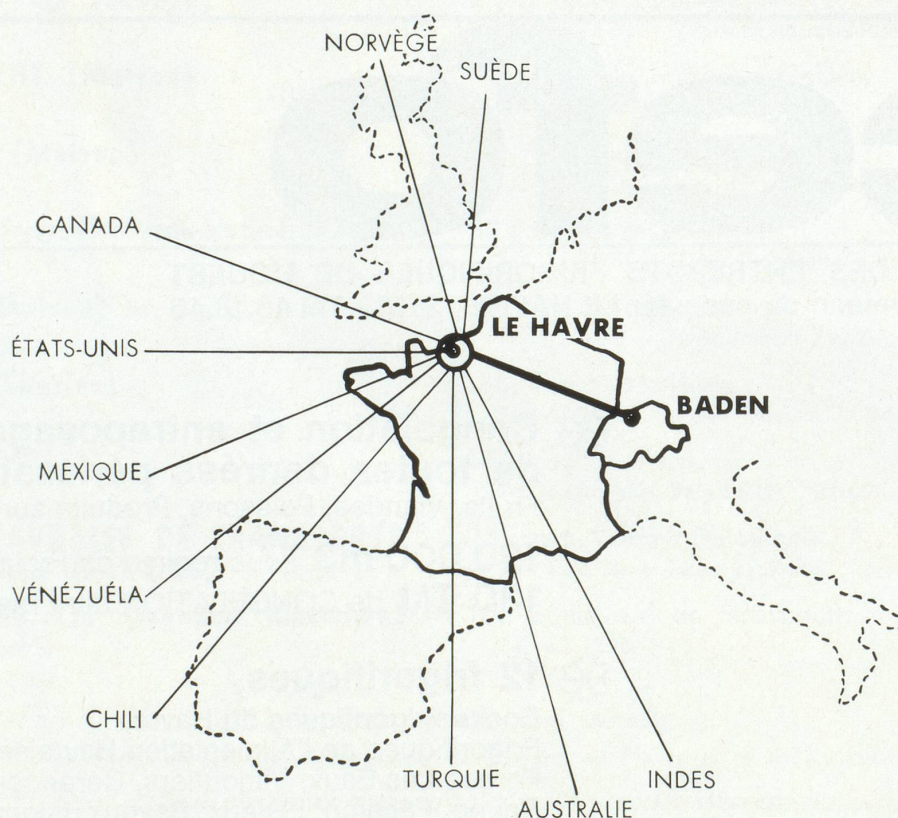 NORVÈGE
SUÈDE
CANADA
LE HAVRE
ÉTATS-UNIS
BADEN
MEXIQUE
VÉNÉZUÉLA
CHILI
TURQUIE
INDES
AUSTRALIE